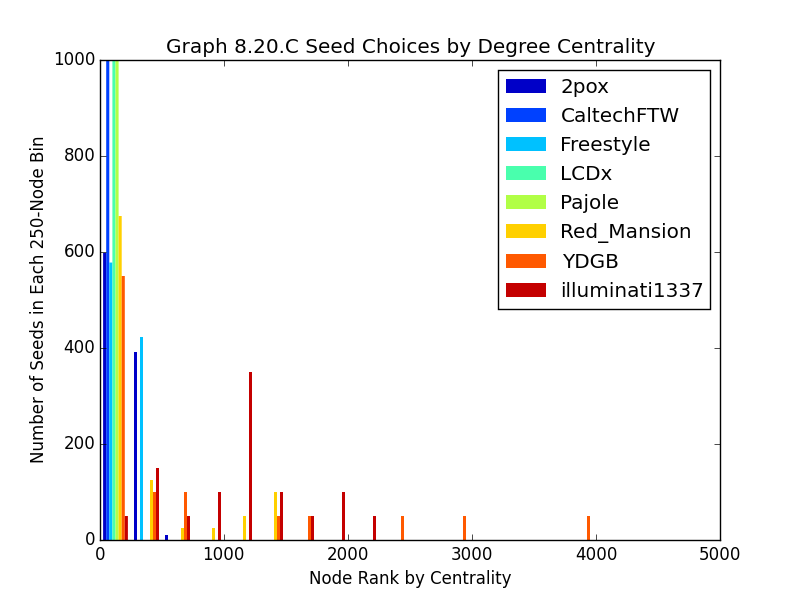 Graph 8.20.C Seed Choices by Degree Centrality
Number of Seeds in Each 250-Node Bin
1000
800
600
400
200
0
2pox
CaltechFTW
Freestyle
LCDx
Pajole
Red_Mansion
YDGB
illuminati1337
0 1000 2000 3000 4000 5000
Node Rank by Centrality